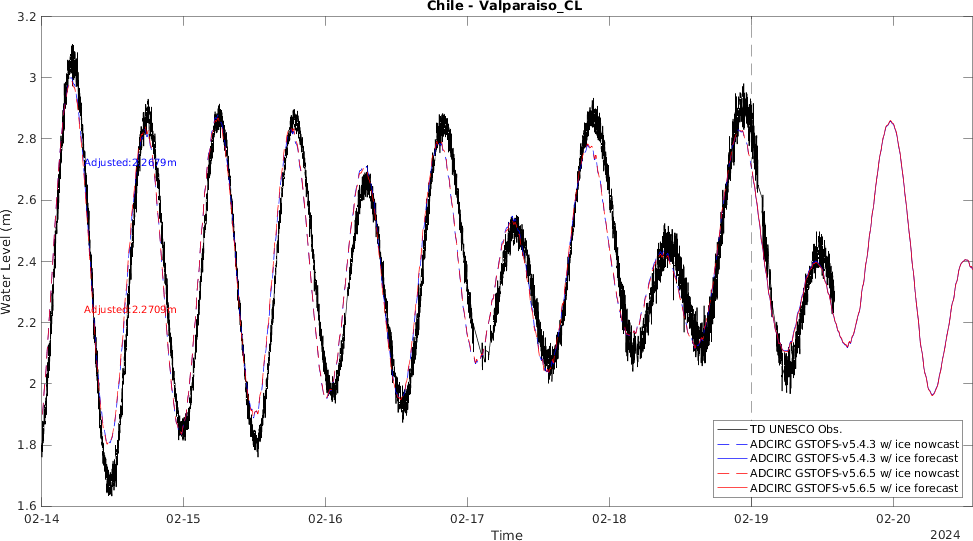 Chile - Valparaiso_CL
3.2
3
2.8
2.6
2.4
2.2
2
1.8
1.6
Water Level (m)
Adjusted:2.2679m
Adjusted:2.2709m
TD UNESCO Obs.
ADCIRC GSTOFS-v5.4.3 w/ ice nowcast
ADCIRC GSTOFS-v5.4.3 w/ ice forecast
ADCIRC GSTOFS-v5.6.5 w/ ice nowcast
ADCIRC GSTOFS-v5.6.5 w/ ice forecast
02-14 02-15 02-16 02-17 02-18 02-19 02-20
Time
2024